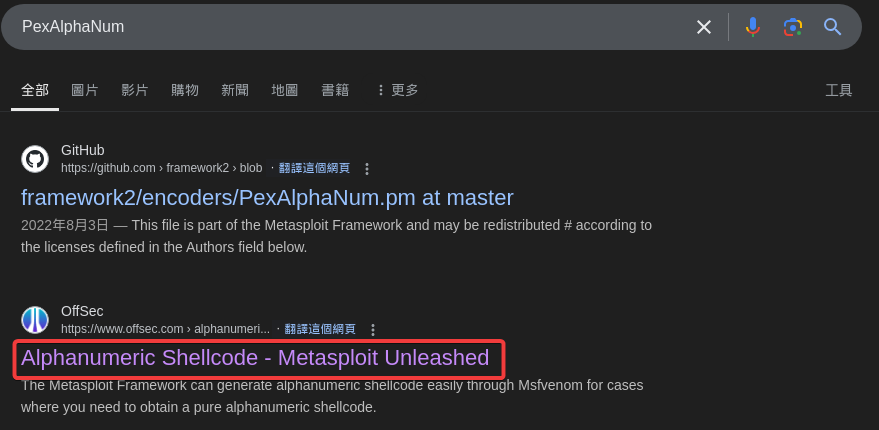 PexAlphaNum
全部 圖片 影片 購物 新聞 地圖 書籍 更多 工具
GitHub
https://github.com › framework2 › blob · 翻譯這個網頁
framework2/encoders/PexAlphaNum.pm at master
2022年8月3日 — This file is part of the Metasploit Framework and may be redistributed # according to
the licenses defined in the Authors field below.
OffSec
https://www.offsec.com › alphanumeri... · 翻譯這個網頁
Alphanumeric Shellcode - Metasploit Unleashed
The Metasploit Framework can generate alphanumeric shellcode easily through Msfvenom for cases
where you need to obtain a pure alphanumeric shellcode.